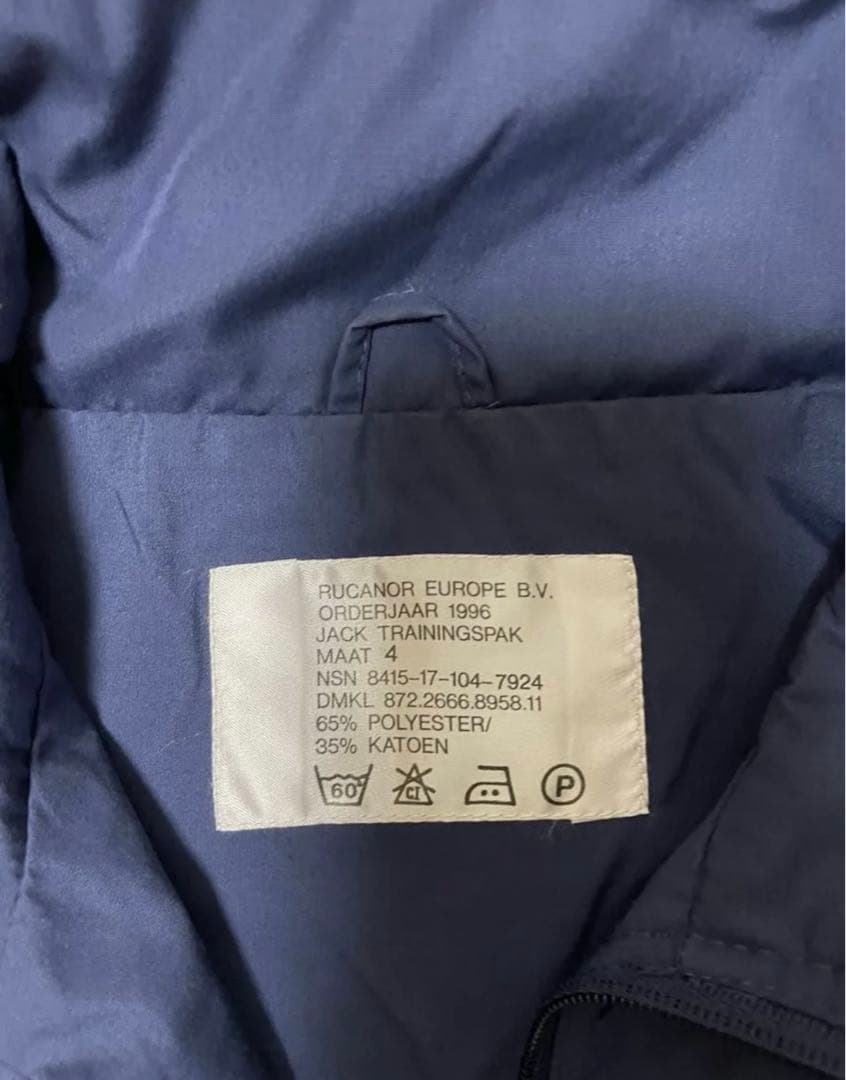 RUCANOR EUROPE B.V.
ORDERJAAR 1996
JACK TRAININGSPAK
MAAT 4
NSN 8415-17-104-7924
DMKL 872.2666.8958.11
65% POLYESTER/
35% KATOEN
60° Cl P